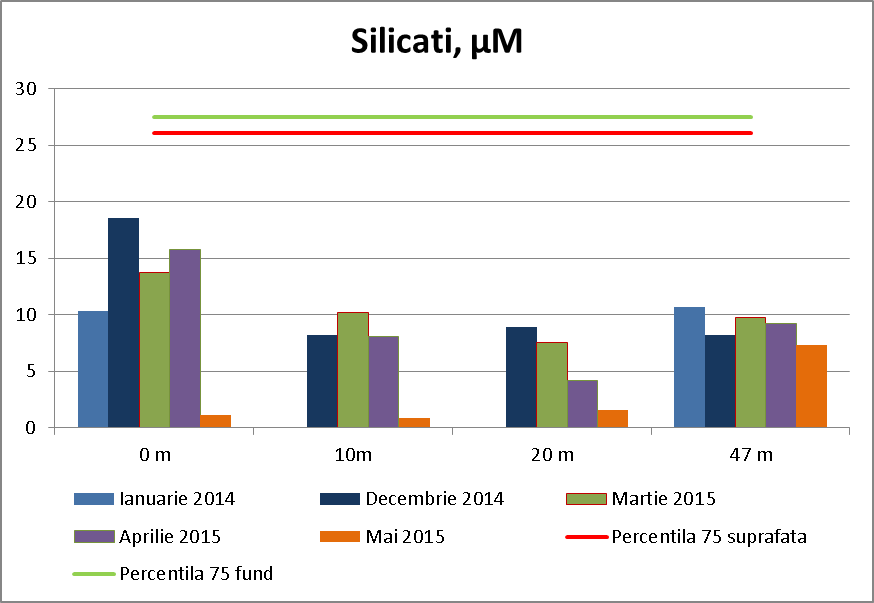 Silicati, µM
30
25
20
15
10
5
0
0 m 10m 20 m 47 m
Ianuarie 2014 Decembrie 2014 Martie 2015
Aprilie 2015 Mai 2015 Percentila 75 suprafata
Percentila 75 fund